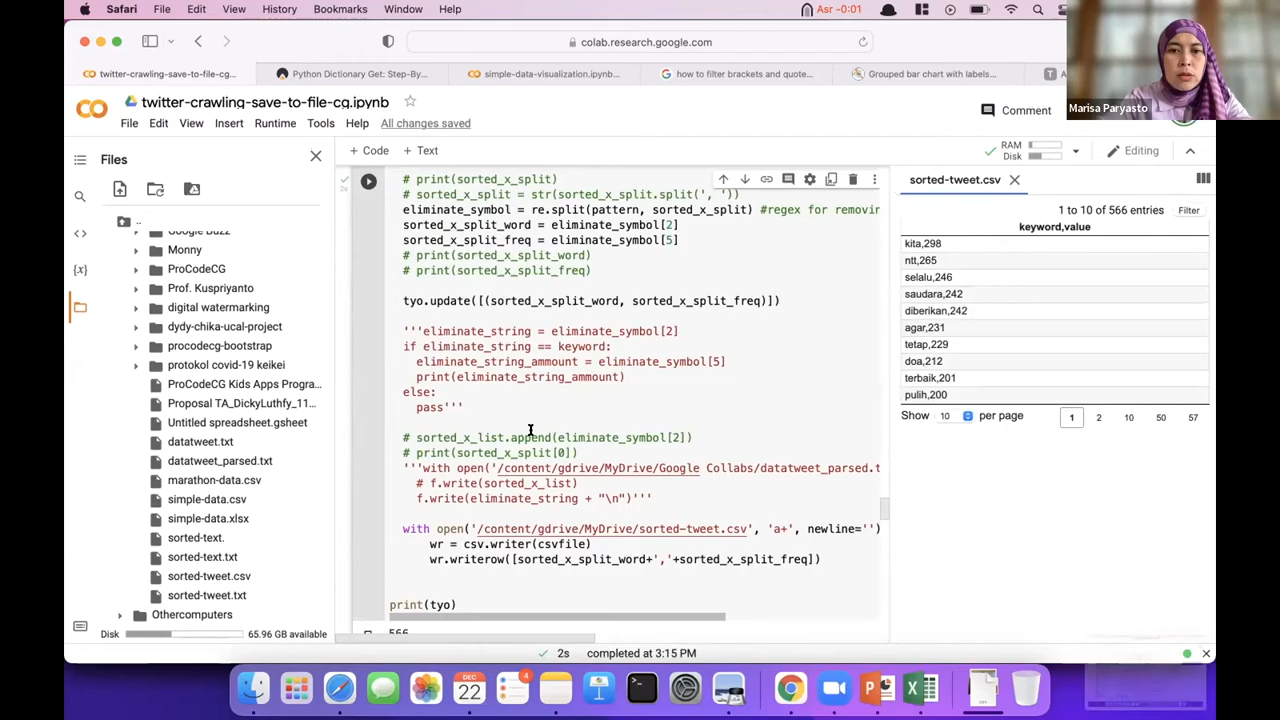 Safari File Edit View History Bookmarks Window Help Asr -0:01
colab.research.google.com
twitter-crawling-save-to-file-cg... Python Dictionary Get: Step-By... simple-data-visualization.ipynb... how to filter brackets and quote... Grouped bar chart with labels...
twitter-crawling-save-to-file-cg.ipynb
Marisa Paryasto
Comment
File Edit View Insert Runtime Tools Help All changes saved
Files
+ Code + Text
RAM
Disk
Editing
..
Google Buzz
Monny
ProCodeCG
Prof. Kuspriyanto
digital watermarking
dydy-chika-ucal-project
procodecg-bootstrap
protokol covid-19 keikei
ProCodeCG Kids Apps Progra...
Proposal TA_DickyLuthfy_11...
Untitled spreadsheet.gsheet
datatweet.txt
datatweet_parsed.txt
marathon-data.csv
simple-data.csv
simple-data.xlsx
sorted-text.
sorted-text.txt
sorted-tweet.csv
sorted-tweet.txt
Othercomputers
Disk 65.96 GB available
2s
# print(sorted_x_split)
# sorted_x_split = str(sorted_x_split.split(', '))
eliminate_symbol = re.split(pattern, sorted_x_split) #regex for removin
sorted_x_split_word = eliminate_symbol[2]
sorted_x_split_freq = eliminate_symbol[5]
# print(sorted_x_split_word)
# print(sorted_x_split_freq)
tyo.update([(sorted_x_split_word, sorted_x_split_freq)])
'''eliminate_string = eliminate_symbol[2]
if eliminate_string == keyword:
eliminate_string_ammount = eliminate_symbol[5]
print(eliminate_string_ammount)
else:
pass'''
# sorted_x_list.append(eliminate_symbol[2])
# print(sorted_x_split[0])
'''with open('/content/gdrive/MyDrive/Google Collabs/datatweet_parsed.t
# f.write(sorted_x_list)
f.write(eliminate_string + "\n")'''
with open('/content/gdrive/MyDrive/sorted-tweet.csv', 'a+', newline='')
wr = csv.writer(csvfile)
wr.writerow([sorted_x_split_word+','+sorted_x_split_freq])
print(tyo)
566
sorted-tweet.csv
1 to 10 of 566 entries Filter
keyword,value
kita,298
ntt,265
selalu,246
saudara,242
diberikan,242
agar,231
tetap,229
doa,212
terbaik,201
pulih,200
Show 10 per page 1 2 10 50 57
2s completed at 3:15 PM
DEC
22
4